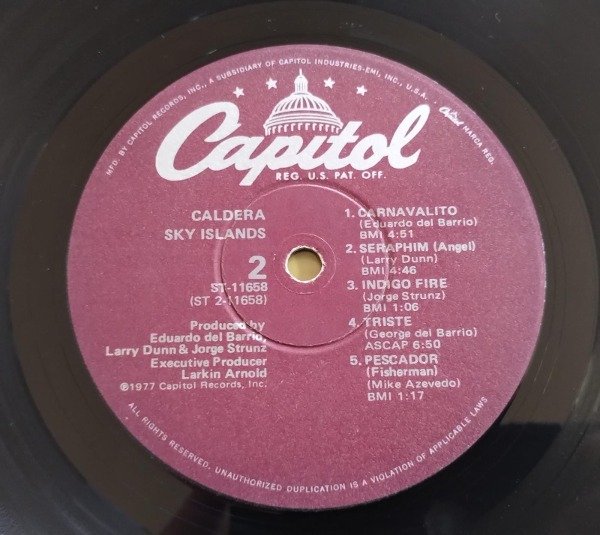 MFD. BY CAPITOL RECORDS, INC., A SUBSIDIARY OF CAPITOL INDUSTRIES-EMI, INC., U.S.A.
Capitol MARCA REG.
Capitol
REG. U.S. PAT. OFF.
CALDERA
SKY ISLANDS
2
ST-11658
(ST 2-11658)
Produced by
Eduardo del Barrio,
Larry Dunn & Jorge Strunz
Executive Producer
Larkin Arnold
℗1977 Capitol Records, Inc.
1. CARNAVALITO
(Eduardo del Barrio)
BMI 4:51
2. SERAPHIM (Angel)
(Larry Dunn)
BMI 4:46
3. INDIGO FIRE
(Jorge Strunz)
BMI 1:06
4. TRISTE
(George del Barrio)
ASCAP 6:50
5. PESCADOR
(Fisherman)
(Mike Azevedo)
BMI 1:17
ALL RIGHTS RESERVED. UNAUTHORIZED DUPLICATION IS A VIOLATION OF APPLICABLE LAWS